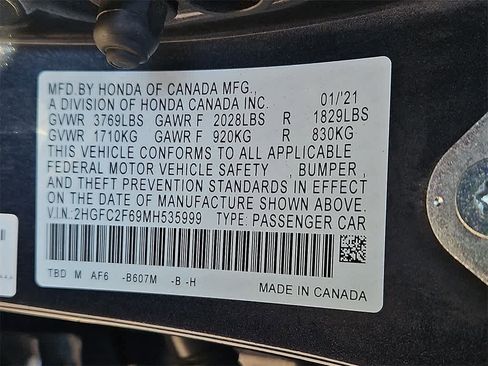 MFD BY HONDA OF CANADA MFG.,
A DIVISION OF HONDA CANADA INC. 01/'21
GVWR 3769LBS GAWR F 2028LBS R 1829LBS
GVWR 1710KG GAWR F 920KG R 830KG
THIS VEHICLE CONFORMS TO ALL APPLICABLE
FEDERAL MOTOR VEHICLE SAFETY , BUMPER ,
AND THEFT PREVENTION STANDARDS IN EFFECT
ON THE DATE OF MANUFACTURE SHOWN ABOVE.
V.I.N: 2HGFC2F69MH535999 TYPE: PASSENGER CAR
TBD M AF6 -B607M -B -H
MADE IN CANADA